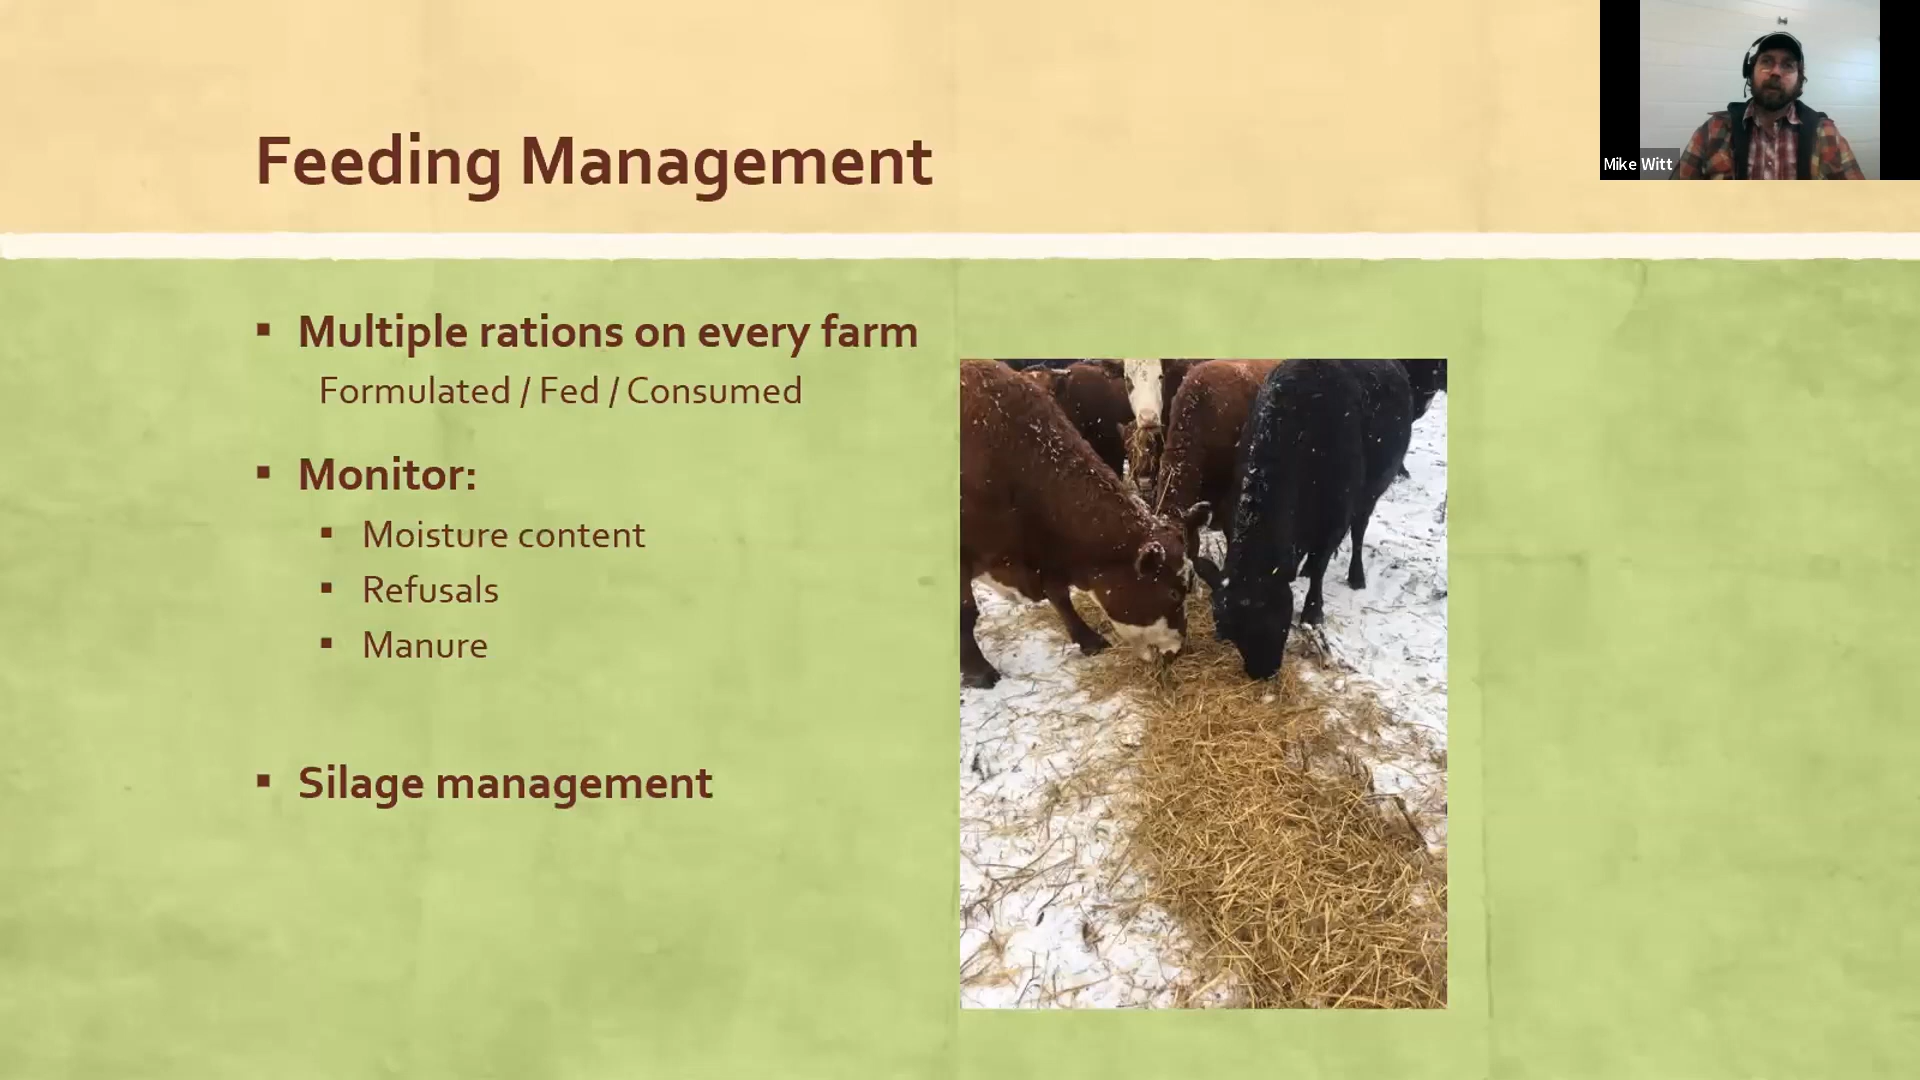 Feeding Management
Mike Witt
▪ Multiple rations on every farm
Formulated / Fed / Consumed
▪ Monitor:
▪ Moisture content
▪ Refusals
▪ Manure
▪ Silage management